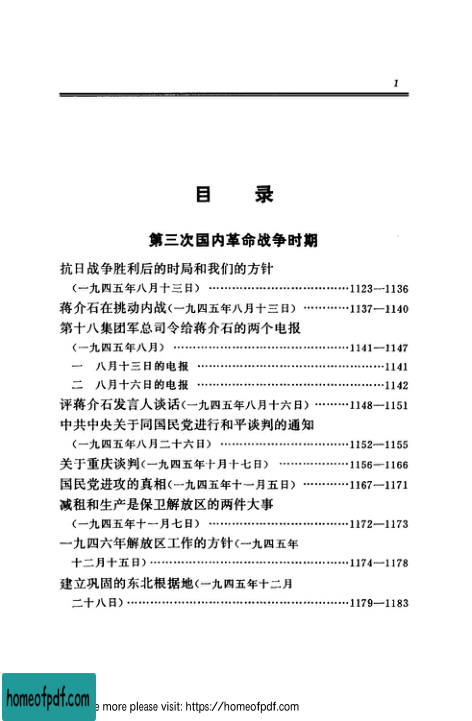 1
目 录
第三次国内革命战争时期
抗日战争胜利后的时局和我们的方针
(一九四五年八月十三日)……………………………1123—1136
蒋介石在挑动内战(一九四五年八月十三日)…………1137—1140
第十八集团军总司令给蒋介石的两个电报
(一九四五年八月)……………………………………1141—1147
一 八月十三日的电报 ……………………………………1141
二 八月十六日的电报 ……………………………………1142
评蒋介石发言人谈话(一九四五年八月十六日)………1148—1151
中共中央关于同国民党进行和平谈判的通知
(一九四五年八月二十六日)…………………………1152—1155
关于重庆谈判(一九四五年十月十七日) ………………1156—1166
国民党进攻的真相(一九四五年十一月五日)…………1167—1171
减租和生产是保卫解放区的两件大事
(一九四五年十一月七日)……………………………1172—1173
一九四六年解放区工作的方针(一九四五年
十二月十五日)…………………………………………1174—1178
建立巩固的东北根据地(一九四五年十二月
二十八日)………………………………………………1179—1183
homeofpdf.com
e more please visit: https://homeofpdf.com